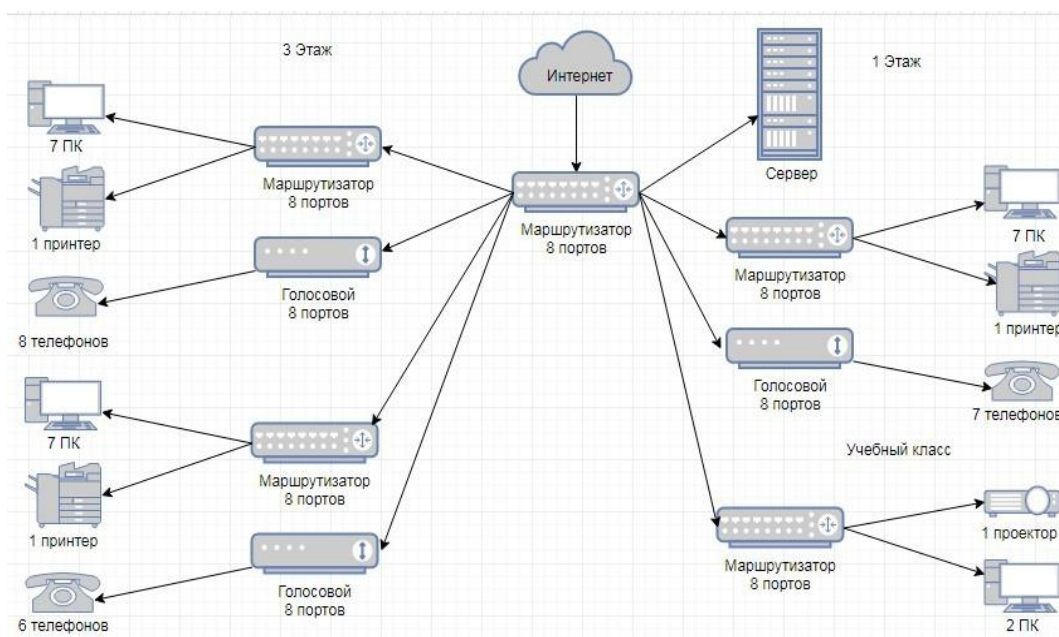 3 Этаж
Интернет
1 Этаж
7 ПК
Маршрутизатор
8 портов
Сервер
1 принтер
Маршрутизатор
8 портов
7 ПК
Маршрутизатор
8 портов
Голосовой
8 портов
1 принтер
8 телефонов
Голосовой
8 портов
7 телефонов
7 ПК
Учебный класс
Маршрутизатор
8 портов
1 принтер
1 проектор
Маршрутизатор
8 портов
Голосовой
8 портов
6 телефонов
2 ПК